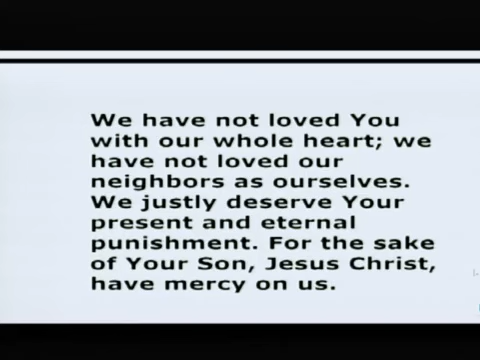 We have not loved You
with our whole heart; we
have not loved our
neighbors as ourselves.
We justly deserve Your
present and eternal
punishment. For the sake
of Your Son, Jesus Christ,
have mercy on us.